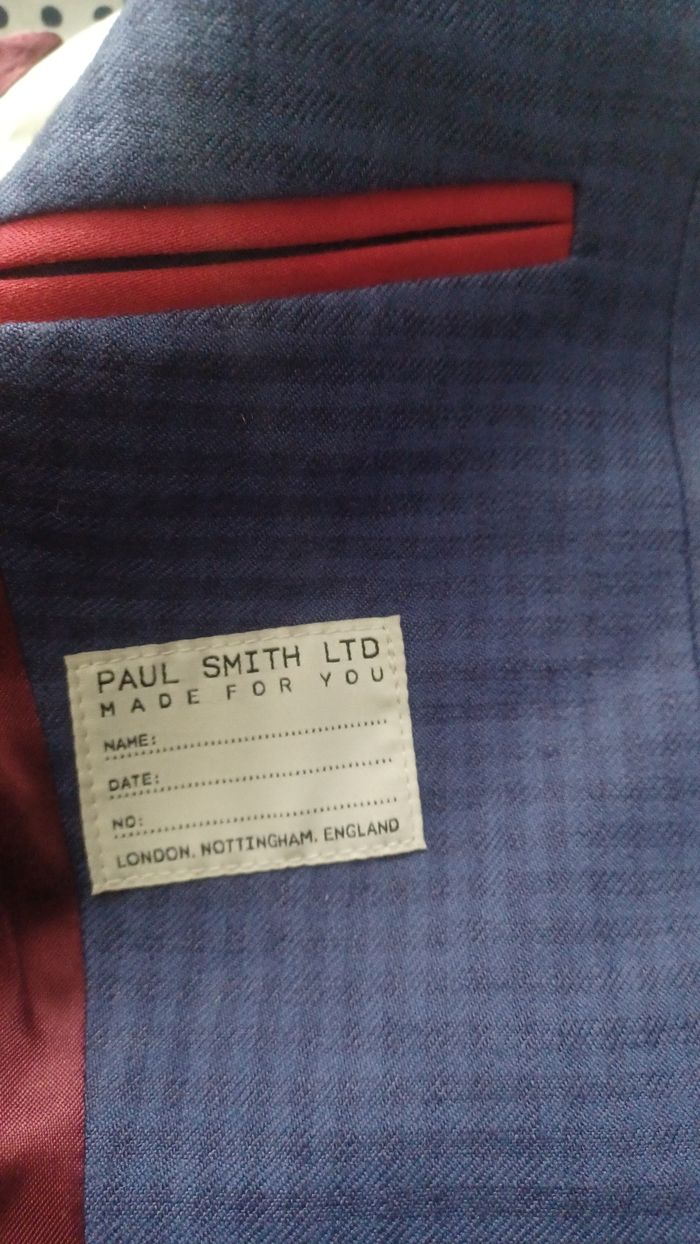 PAUL SMITH LTD
MADE FOR YOU
NAME:
DATE:
NO:
LONDON. NOTTINGHAM. ENGLAND